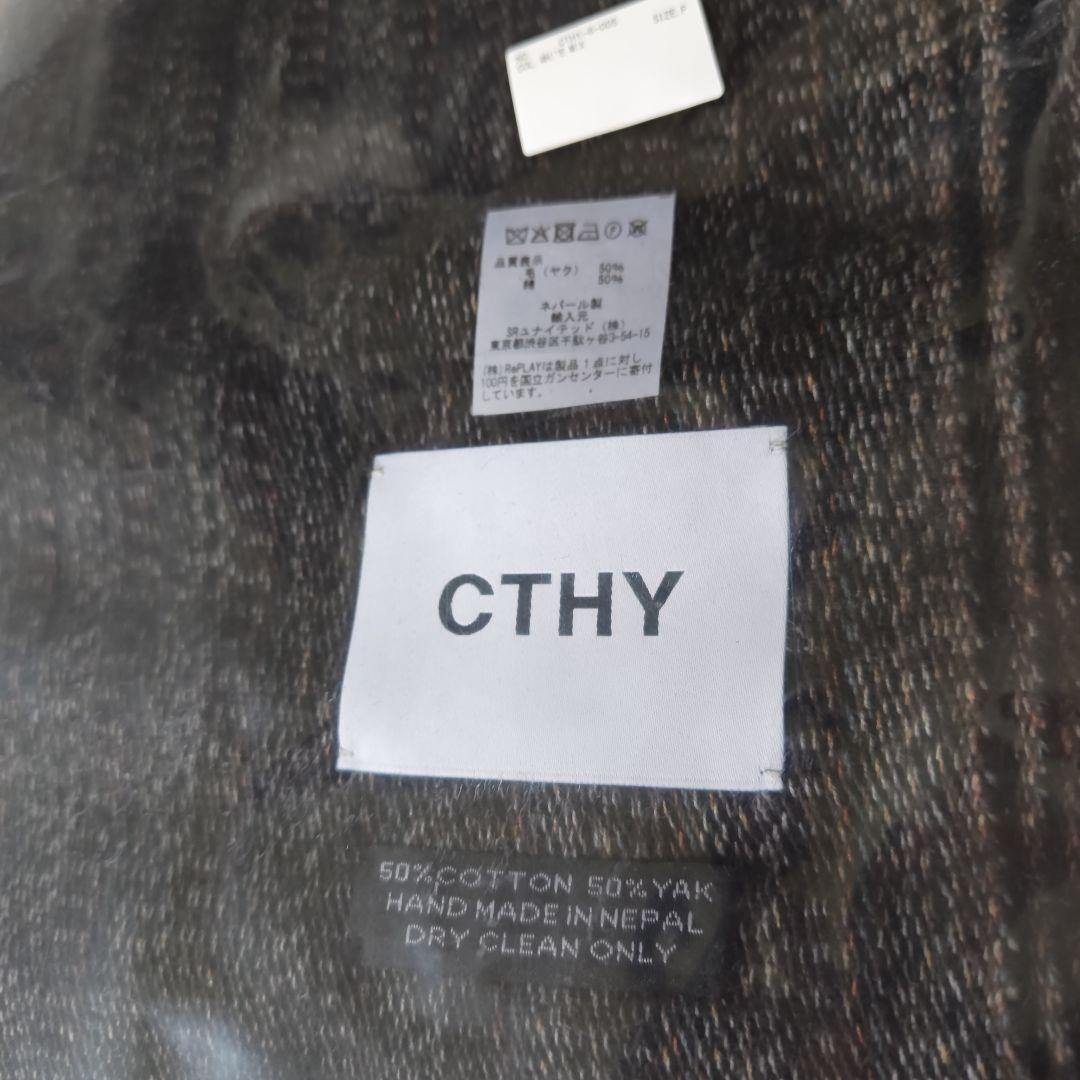 SIZE.F
品質表示
毛 (ヤク) 50%
綿 50%
ネパール製
輸入元
SRユナイテッド (株)
東京都渋谷区千駄ヶ谷3-54-15
(株)RePLAYは製品1点に対し
100円を国立ガンセンターに寄付
しています。
CTHY
50%COTTON 50%YAK
HAND MADE IN NEPAL
DRY CLEAN ONLY